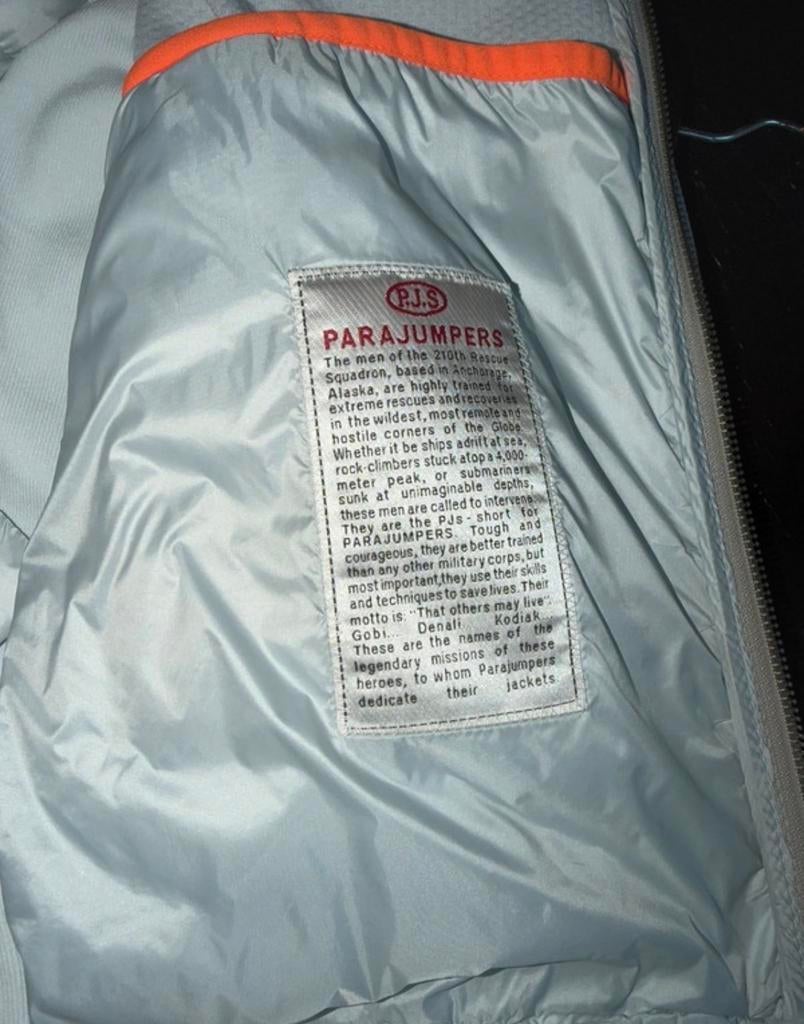 P.J.S
PARAJUMPERS
The men of the 210th Rescue
Squadron, based in Anchorage,
Alaska, are highly trained for
extreme rescues and recoveries
in the wildest, most remote and
hostile corners of the Globe.
Whether it be ships adrift at sea,
rock-climbers stuck atop a 4,000-
meter peak, or submariners
sunk at unimaginable depths,
these men are called to intervene.
They are the PJs - short for
PARAJUMPERS. Tough and
courageous, they are better trained
than any other military corps, but
most important,they use their skills
and techniques to save lives. Their
motto is: "That others may live".
Gobi... Denali Kodiak...
These are the names of the
legendary missions of these
heroes, to whom Parajumpers
dedicate their jackets